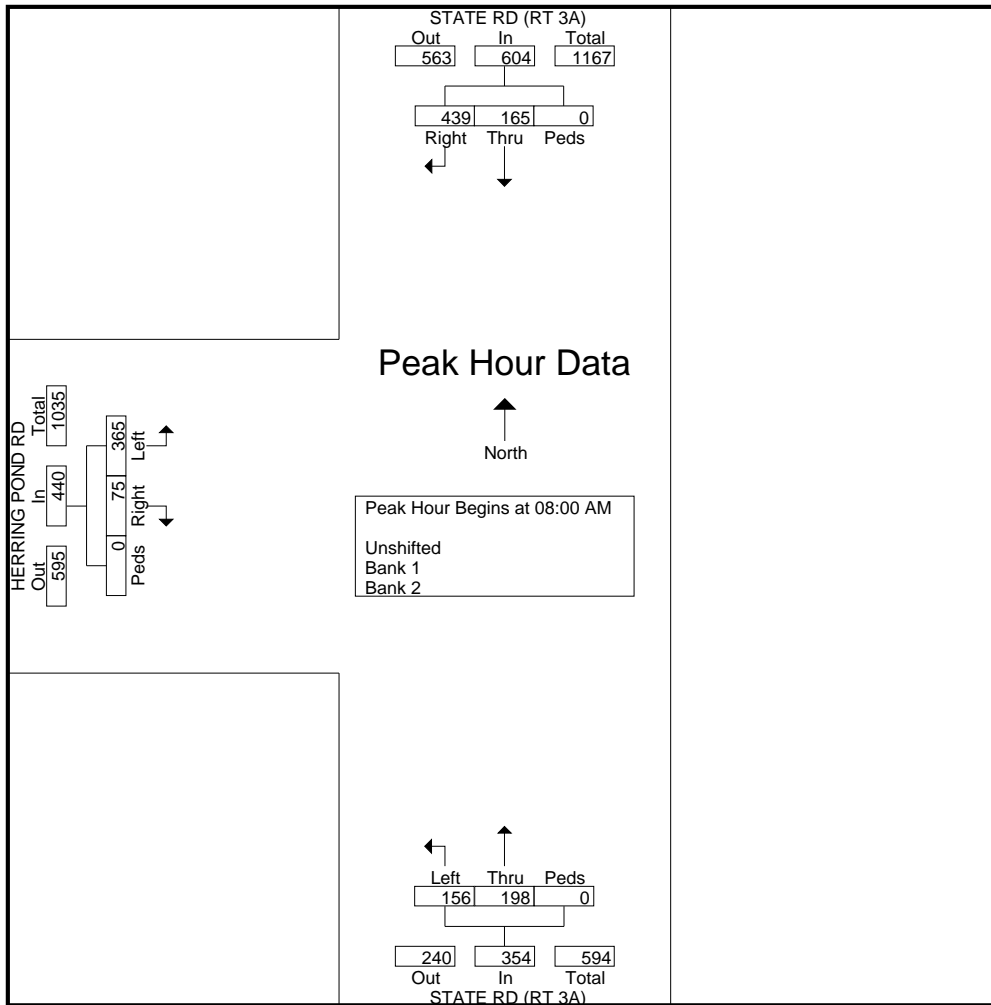 STATE RD (RT 3A)
Out In Total
563 604 1167
439 165 0
Right Thru Peds
Peak Hour Data
North
Peak Hour Begins at 08:00 AM
Unshifted
Bank 1
Bank 2
HERRING POND RD
Out In Total
595 440 1035
0 75 365
Peds Right Left
Left Thru Peds
156 198 0
240 354 594
Out In Total
STATE RD (RT 3A)